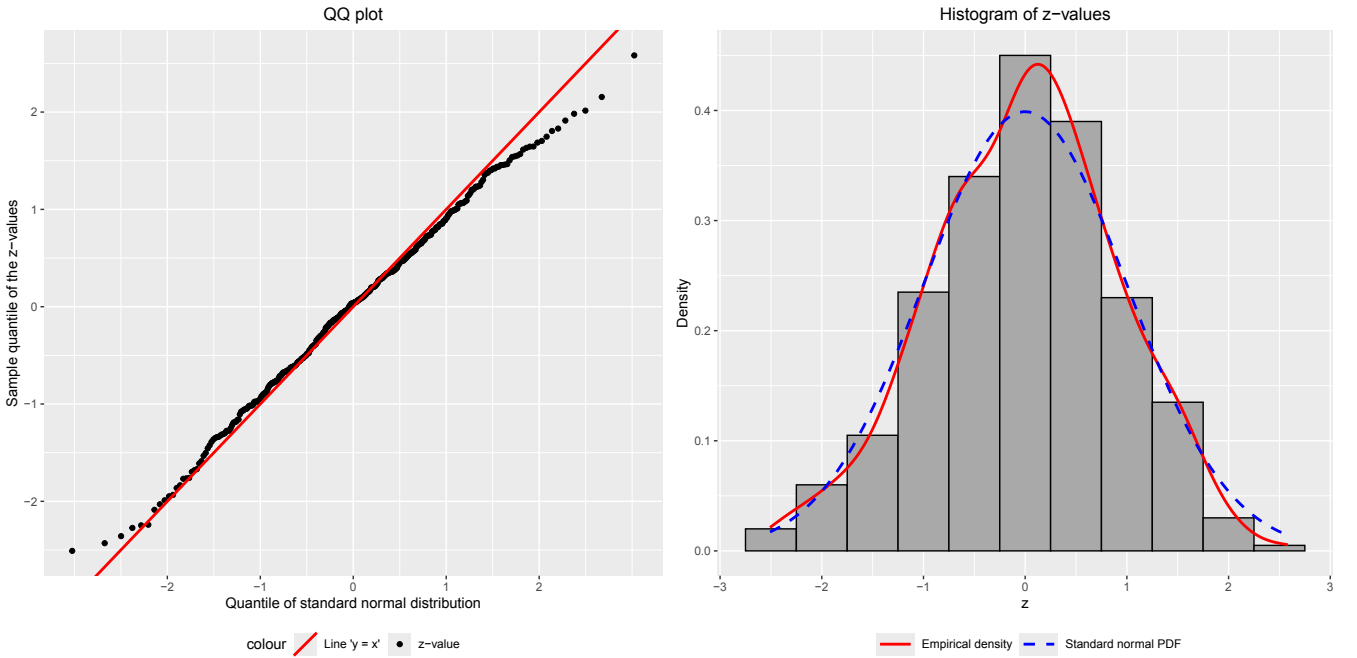 QQ plot
Sample quantile of the z−values
2
1
0
−1
−2
−2 −1 0 1 2
Quantile of standard normal distribution
colour Line 'y = x' z−value
Histogram of z−values
Density
0.4
0.3
0.2
0.1
0.0
−3 −2 −1 0 1 2 3
z
Empirical density Standard normal PDF